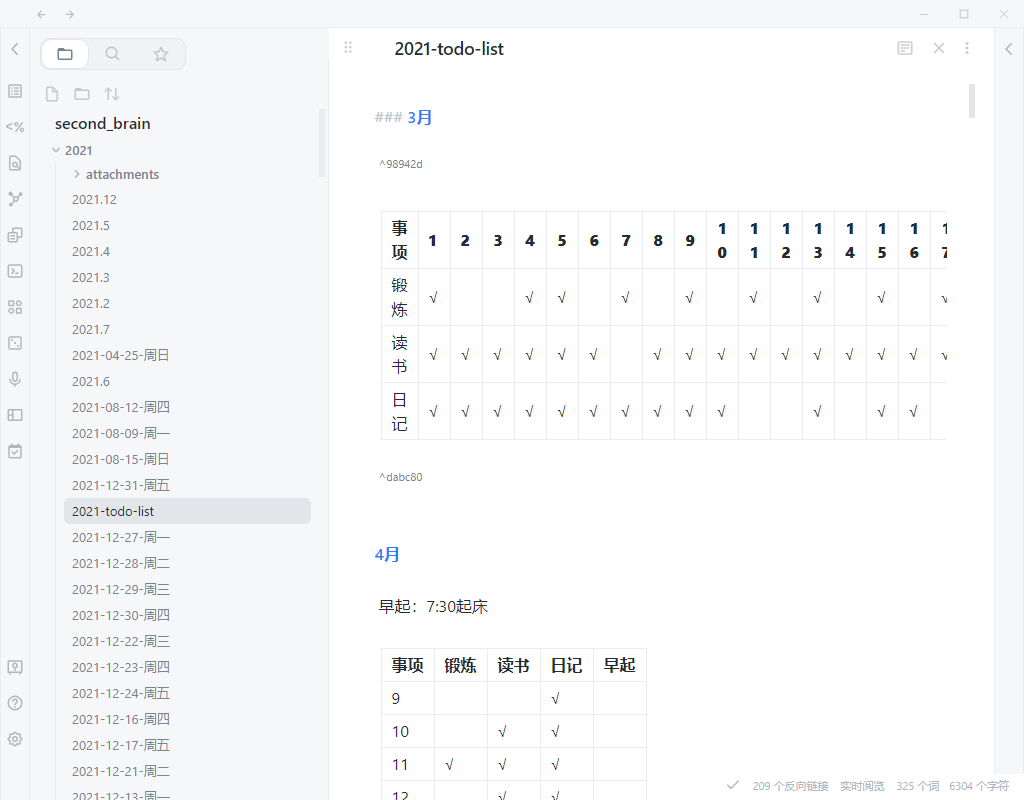 2021-todo-list
<%
second_brain
2021
attachments
2021.12
2021.5
2021.4
2021.3
2021.2
2021.7
2021-04-25-周日
2021.6
2021-08-12-周四
2021-08-09-周一
2021-08-15-周日
2021-12-31-周五
2021-todo-list
2021-12-27-周一
2021-12-28-周二
2021-12-29-周三
2021-12-30-周四
2021-12-22-周三
2021-12-23-周四
2021-12-24-周五
2021-12-16-周四
2021-12-17-周五
2021-12-21-周二
2021-12-13-周一
### 3月
^98942d
事项 1 2 3 4 5 6 7 8 9 10 11 12 13 14 15 16 17
锻炼 √ √ √ √ √ √ √ √ √
读书 √ √ √ √ √ √ √ √ √ √ √ √ √ √ √ √
日记 √ √ √ √ √ √ √ √ √ √ √ √ √
^dabc80
4月
早起：7:30起床
事项 锻炼 读书 日记 早起
9 √
10 √ √
11 √ √ √
12 √ √
209 个反向链接 实时阅览 325 个词 6304 个字符